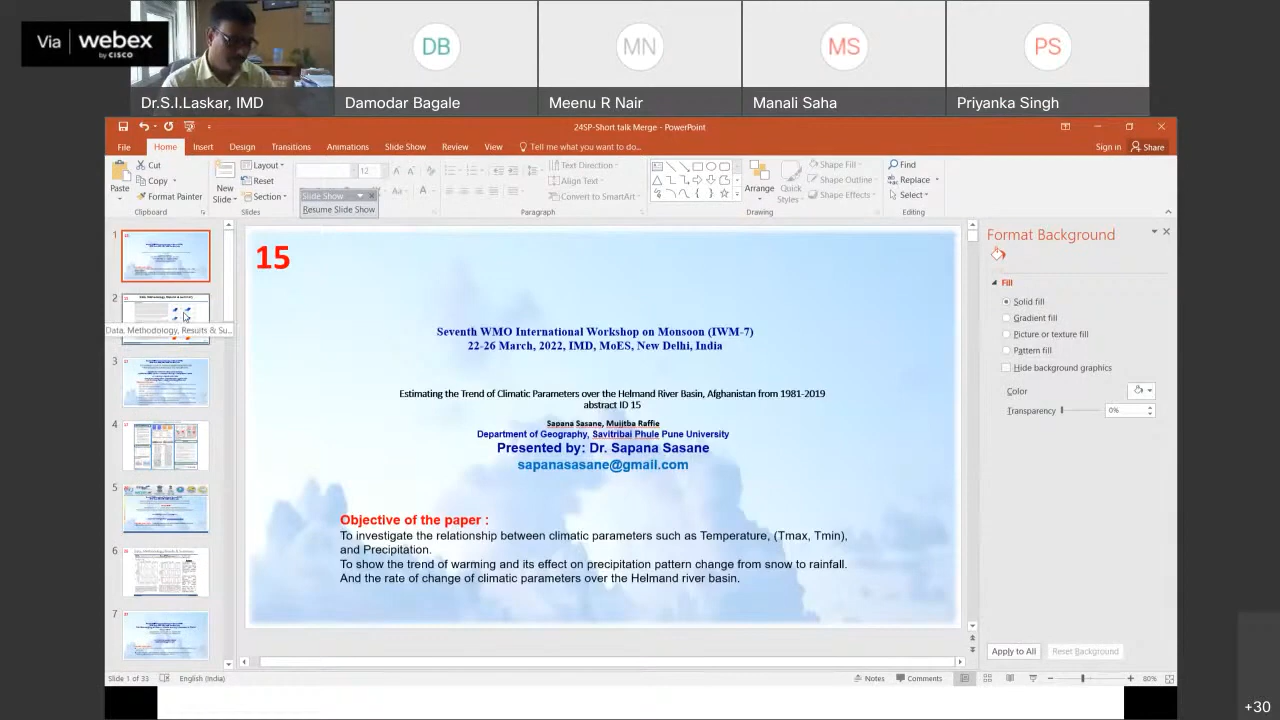 Via webex
by CISCO
DB
MN
MS
PS
Dr.S.I.Laskar, IMD
Damodar Bagale
Meenu R Nair
Manali Saha
Priyanka Singh
24SP-Short talk Merge - PowerPoint
File
Home
Insert
Design
Transitions
Animations
Slide Show
Review
View
Tell me what you want to do...
Sign in
Share
Paste
Cut
Copy
Format Painter
Clipboard
New
Slide
Layout
Reset
Section
Slides
12
Slide Show
Resume Slide Show
Text Direction
Align Text
Convert to SmartArt
Paragraph
Arrange
Quick
Styles
Shape Fill
Shape Outline
Shape Effects
Drawing
Find
Replace
Select
Editing
1
2
Data, Methodology, Results & Su...
3
4
5
6
7
15
Seventh WMO International Workshop on Monsoon (IWM-7)
22-26 March, 2022, IMD, MoES, New Delhi, India
Estimating the Trend of Climatic Parameters over the Helmand River Basin, Afghanistan from 1981-2019
abstract ID 15
Sapana Sasane, Mujitba Raffie
Department of Geography, Savitribai Phule Pune University
Presented by: Dr. Sapana Sasane
sapanasasane@gmail.com
Objective of the paper :
To investigate the relationship between climatic parameters such as Temperature, (Tmax, Tmin),
and Precipitation,.
To show the trend of warming and its effect on precipitation pattern change from snow to rainfall.
And the rate of change of climatic parameters over the Helmand river basin.
Format Background
Fill
Solid fill
Gradient fill
Picture or texture fill
Pattern fill
Hide background graphics
Color
Transparency
0%
Apply to All
Reset Background
Slide 1 of 33
English (India)
Notes
Comments
80%
+30